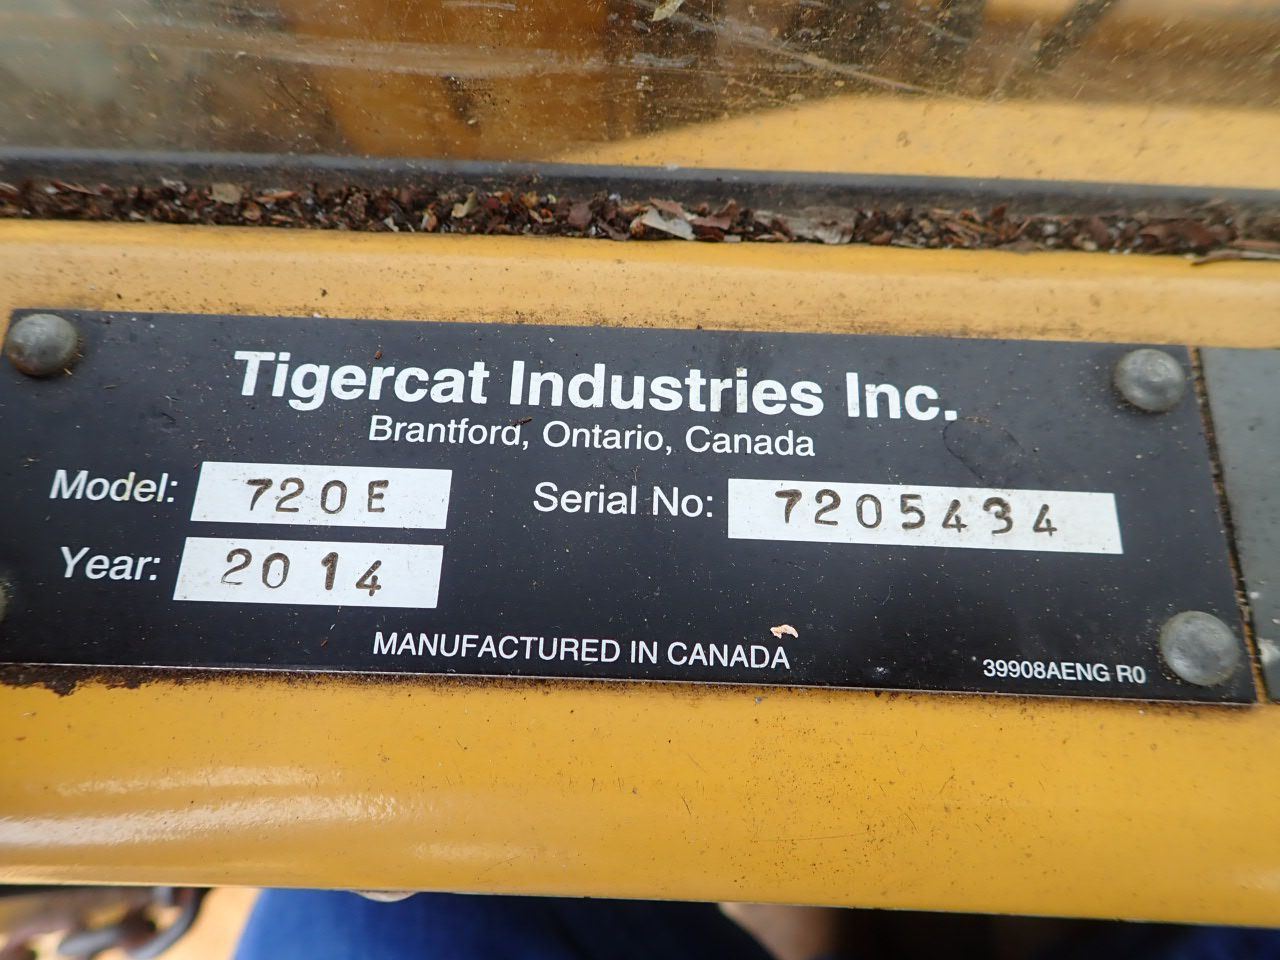 Tigercat Industries Inc.
Brantford, Ontario, Canada
Model: 720E Serial No: 7205434
Year: 2014
MANUFACTURED IN CANADA
39908AENG R0